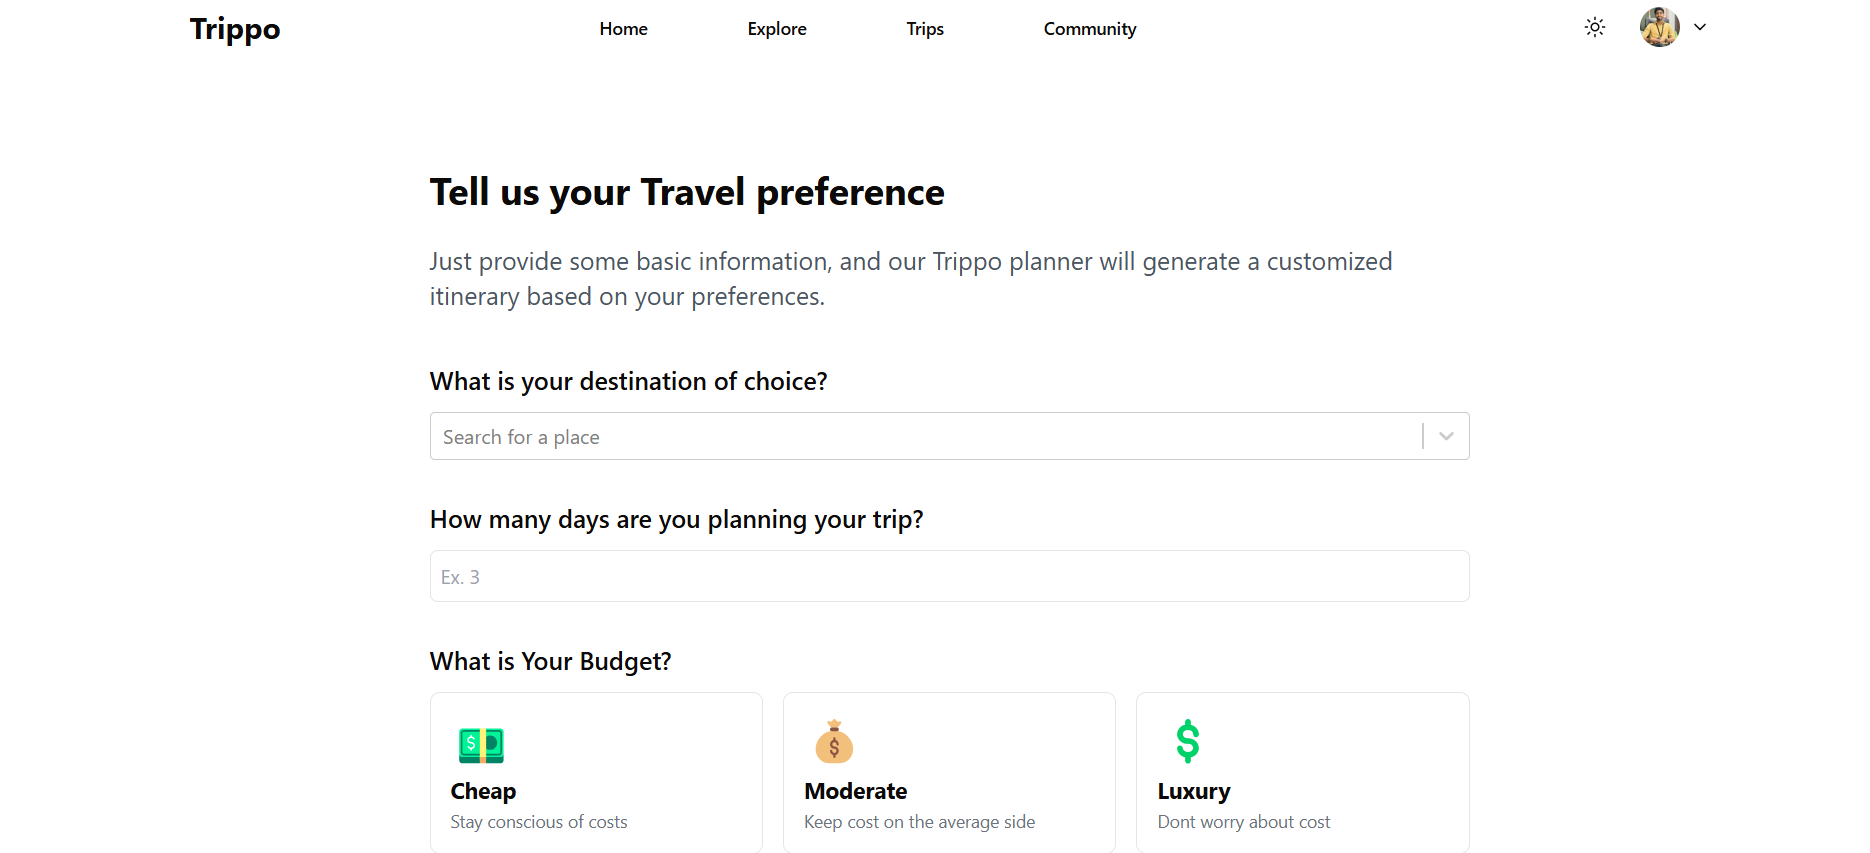 Trippo
Home
Explore
Trips
Community
Tell us your Travel preference
Just provide some basic information, and our Trippo planner will generate a customized
itinerary based on your preferences.
What is your destination of choice?
Search for a place
How many days are you planning your trip?
Ex. 3
What is Your Budget?
Cheap
Stay conscious of costs
Moderate
Keep cost on the average side
Luxury
Dont worry about cost